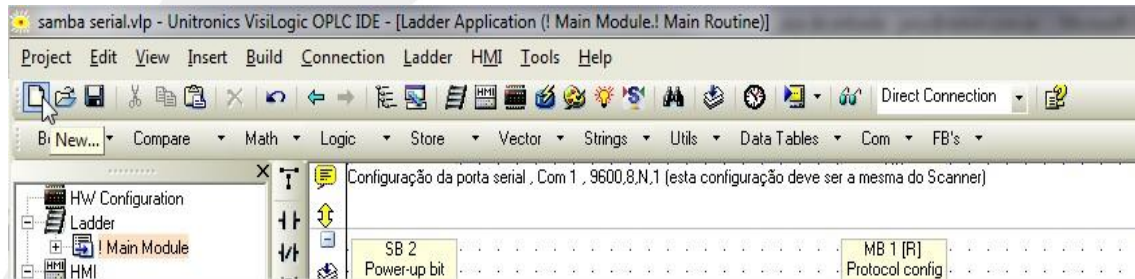 samba serial.vlp - Unitronics VisiLogic OPLC IDE - [Ladder Application (! Main Module.! Main Routine)]
Project Edit View Insert Build Connection Ladder HMI Tools Help
HMI Direct Connection
New... Compare Math Logic Store Vector Strings Utils Data Tables Com FB's
Configuração da porta serial , Com 1 , 9600,8,N,1 (esta configuração deve ser a mesma do Scanner)
HW Configuration
Ladder
! Main Module
SB 2 MB 1 [R]
HMI HMI Power-up bit Protocol config